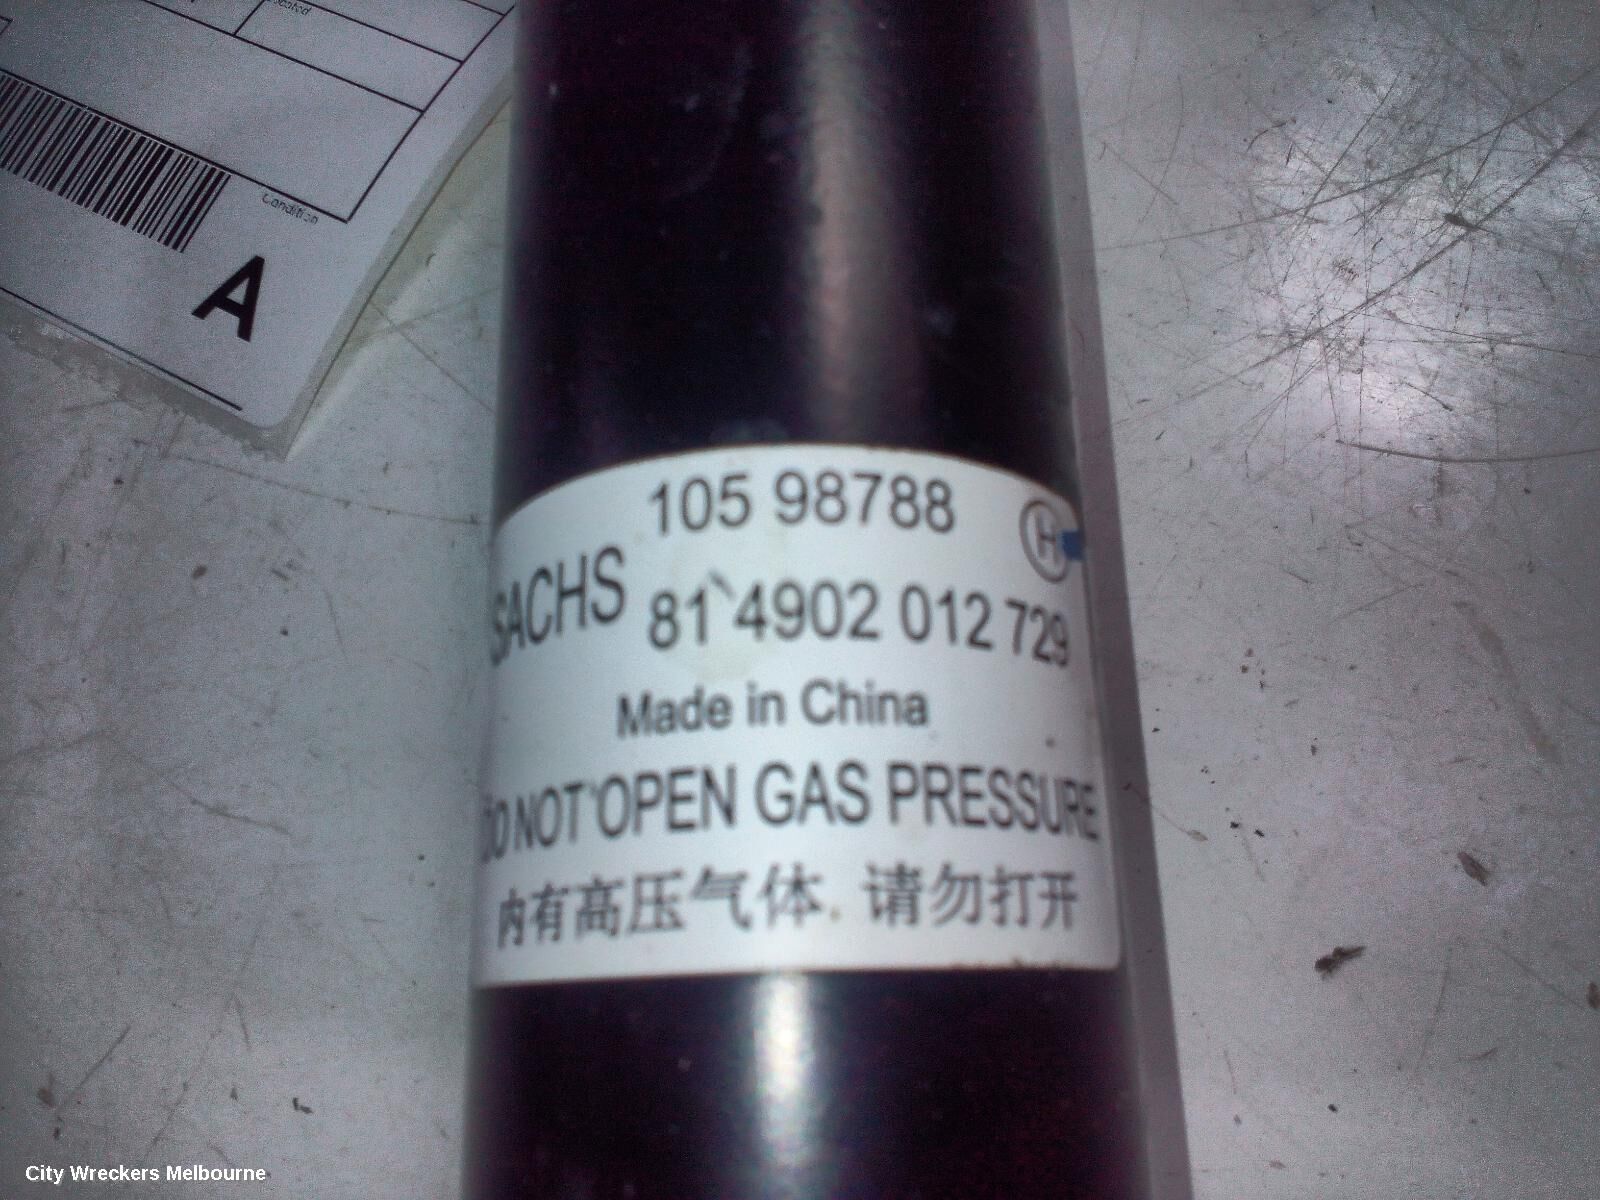 Condition
A
105 98788
H
SACHS
81 4902 012 729
Made in China
DO NOT OPEN GAS PRESSURE
内有高压气体 请勿打开
City Wreckers Melbourne